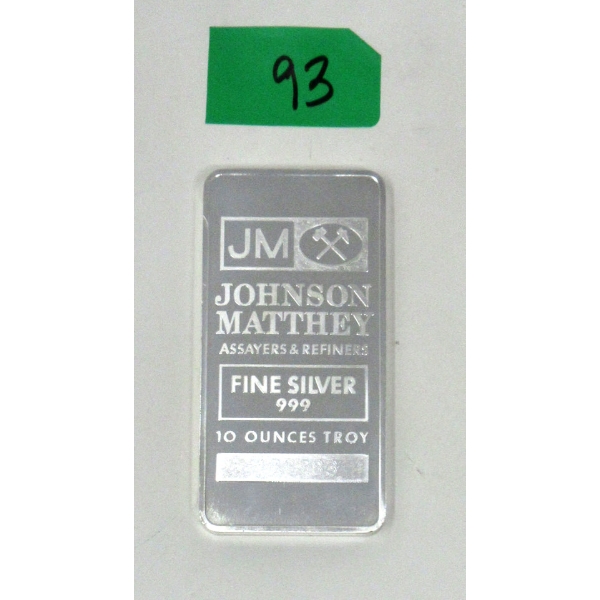 93
JM
JOHNSON
MATTHEY
ASSAYERS & REFINERS
FINE SILVER
999
10 OUNCES TROY